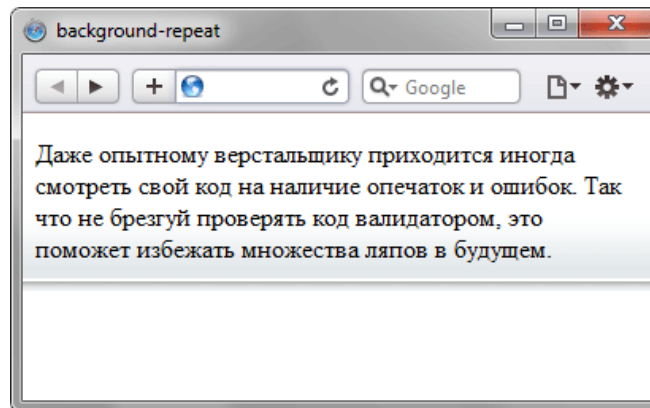 background-repeat
Google
Даже опытному верстальщику приходится иногда
смотреть свой код на наличие опечаток и ошибок. Так
что не брезгуй проверять код валидатором, это
поможет избежать множества ляпов в будущем.